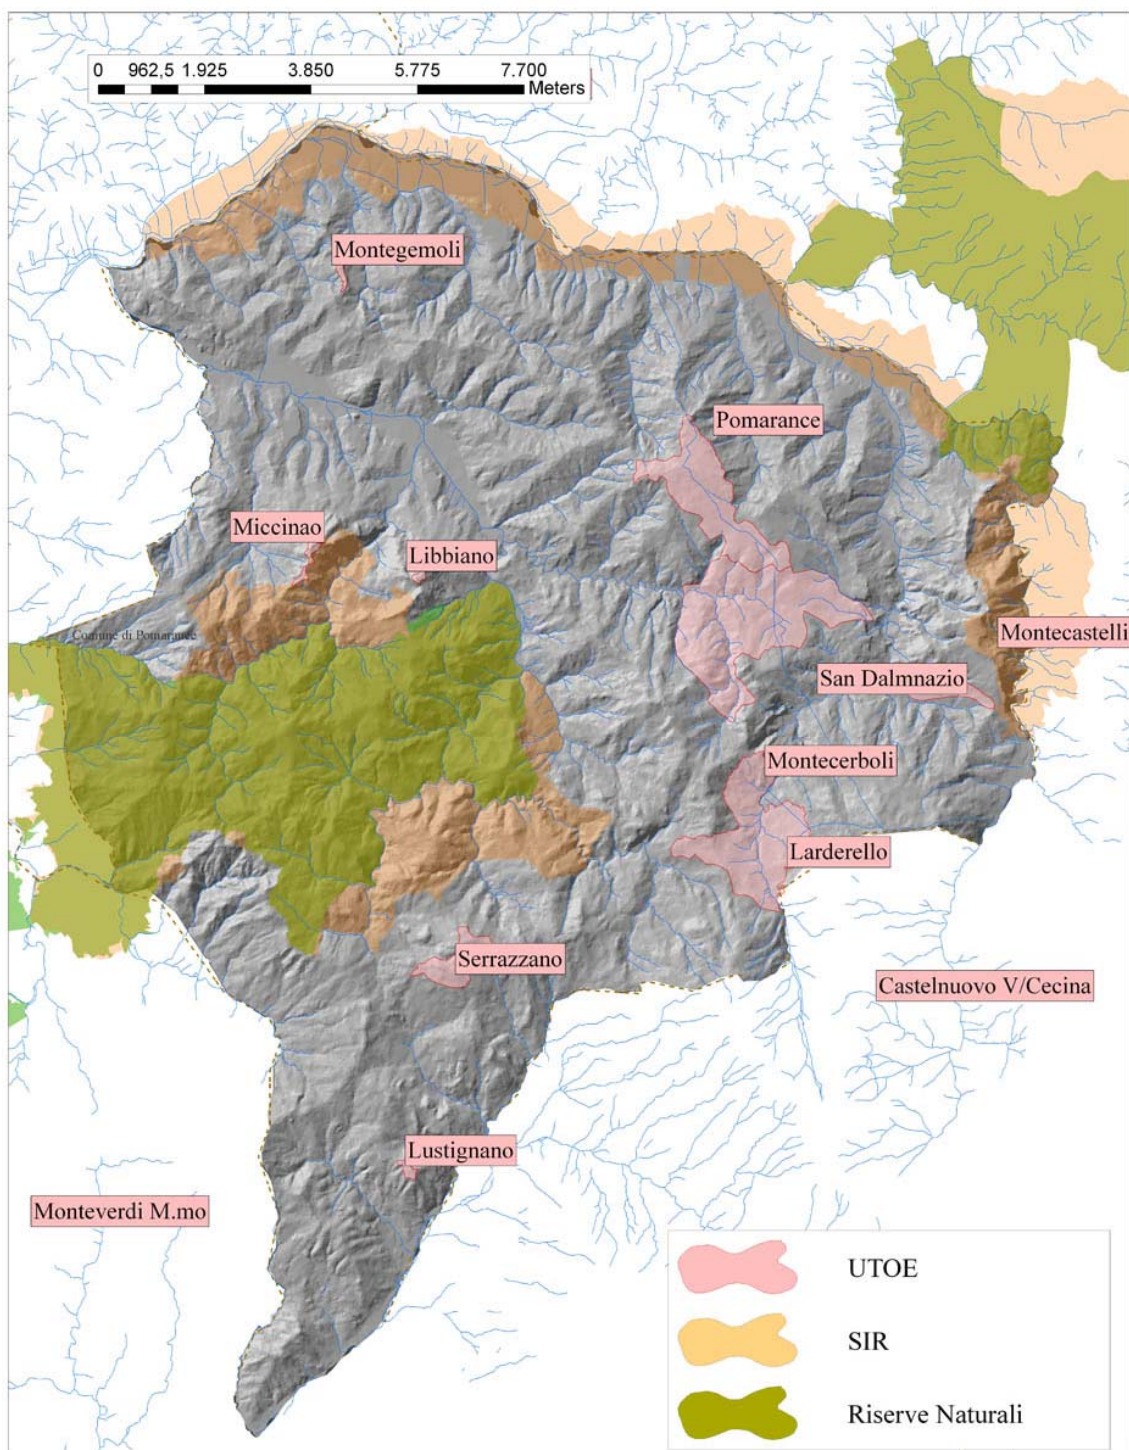 0 962,5 1.925 3.850 5.775 7.700
Meters
Montegemoli
Pomarance
Miccinao
Libbiano
Comune di Pomarance
Montecastelli
San Dalmnazio
Montecerboli
Larderello
Serrazzano
Castelnuovo V/Cecina
Lustignano
Monteverdi M.mo
UTOE
SIR
Riserve Naturali